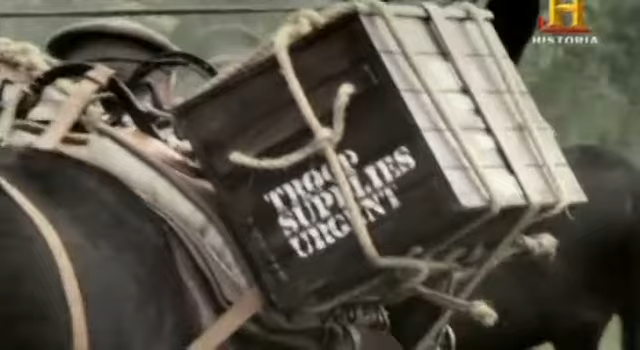 H
HISTORIA
TROOP
SUPPLIES
URGENT